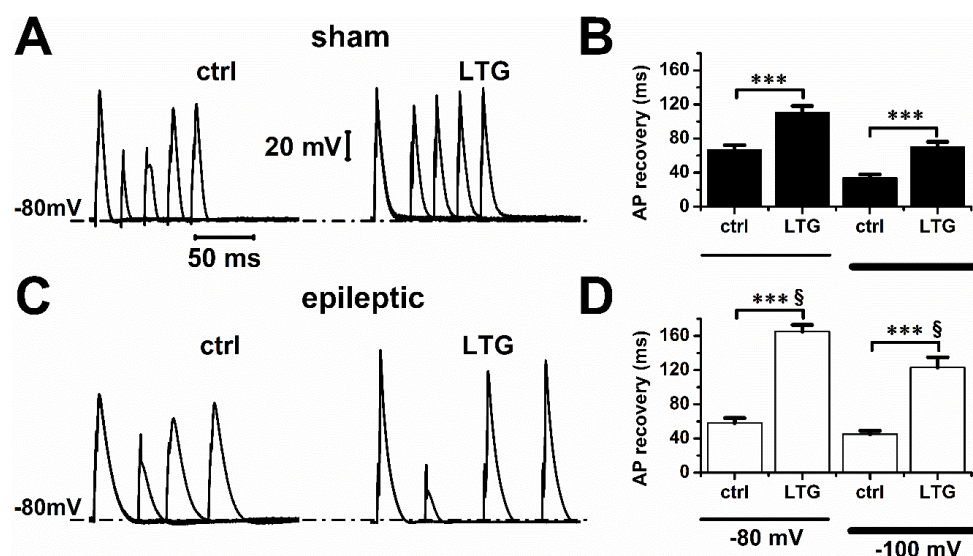 A
sham
ctrl
LTG
20 mV
-80mV
50 ms
B
AP recovery (ms)
160
120
80
40
0
***
***
ctrl LTG ctrl LTG
C
epileptic
ctrl
LTG
-80mV
D
AP recovery (ms)
160
120
80
40
0
*** §
*** §
ctrl LTG ctrl LTG
-80 mV
-100 mV